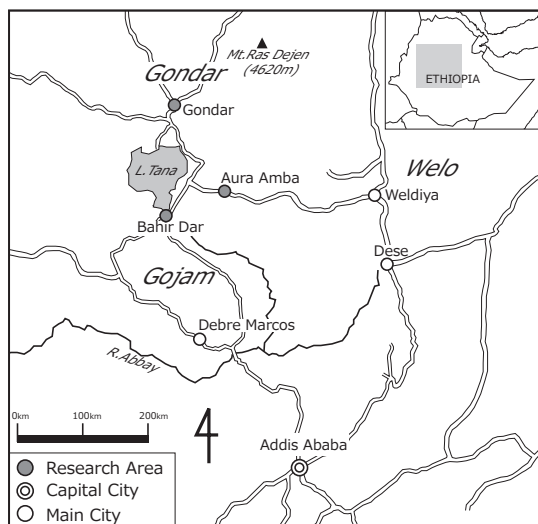 Mt.Ras Dejen
(4620m)
Gondar
ETHIOPIA
Gondar
L. Tana
Welo
Aura Amba
Weldiya
Bahir Dar
Dese
Gojam
Debre Marcos
R.Abbay
0km 100km 200km
Addis Ababa
4
Research Area
Capital City
Main City